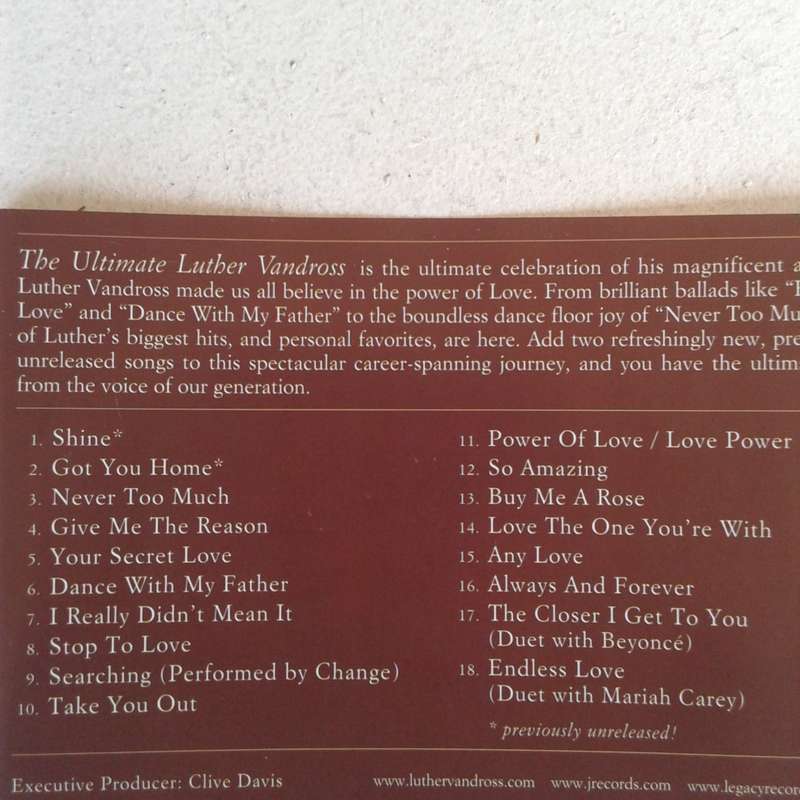 The Ultimate Luther Vandross is the ultimate celebration of his magnificent
Luther Vandross made us all believe in the power of Love. From brilliant ballads like
Love" and "Dance With My Father" to the boundless dance floor joy of "Never Too
of Luther's biggest hits, and personal favorites, are here. Add two refreshingly new,
unreleased songs to this spectacular career-spanning journey, and you have the
from the voice of our generation.
1. Shine*
2. Got You Home*
3. Never Too Much
4. Give Me The Reason
5. Your Secret Love
6. Dance With My Father
7. I Really Didn't Mean It
8. Stop To Love
9. Searching (Performed by Change)
10. Take You Out
11. Power Of Love / Love Power
12. So Amazing
13. Buy Me A Rose
14. Love The One You're With
15. Any Love
16. Always And Forever
17. The Closer I Get To You
(Duet with Beyoncé)
18. Endless Love
(Duet with Mariah Carey)
* previously unreleased!
Executive Producer: Clive Davis www.luthervandross.com www.jrecords.com